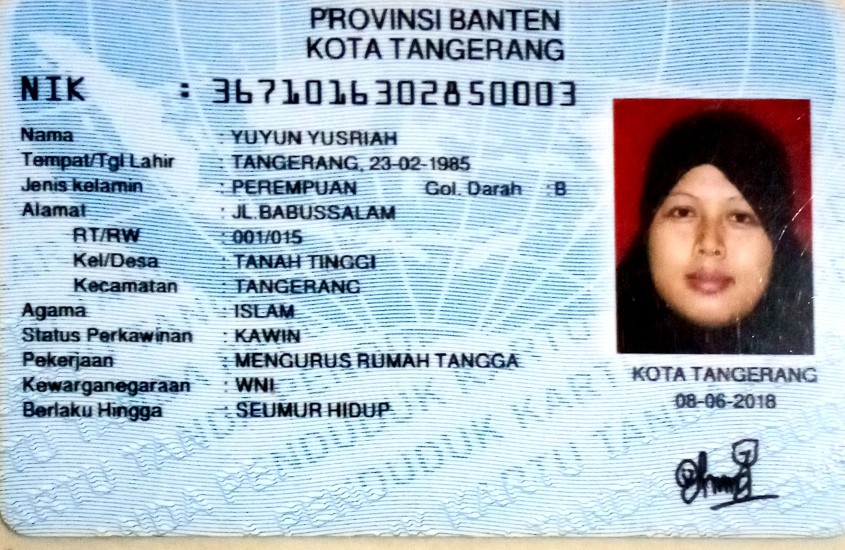 PROVINSI BANTEN
KOTA TANGERANG
NIK : 3671016302850003
Nama : YUYUN YUSRIAH
Tempat/Tgl Lahir : TANGERANG, 23-02-1985
Jenis kelamin : PEREMPUAN Gol. Darah : B
Alamat : JL.BABUSSALAM
RT/RW : 001/015
Kel/Desa : TANAH TINGGI
Kecamatan : TANGERANG
Agama : ISLAM
Status Perkawinan : KAWIN
Pekerjaan : MENGURUS RUMAH TANGGA
Kewarganegaraan : WNI
Berlaku Hingga : SEUMUR HIDUP
KOTA TANGERANG
08-06-2018